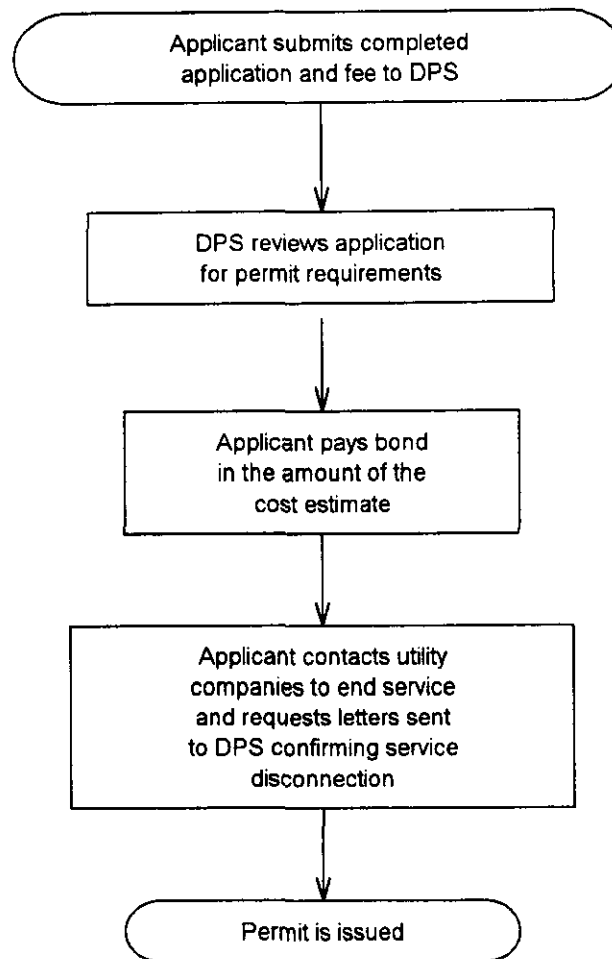 Applicant submits completed
application and fee to DPS
DPS reviews application
for permit requirements
Applicant pays bond
in the amount of the
cost estimate
Applicant contacts utility
companies to end service
and requests letters sent
to DPS confirming service
disconnection
Permit is issued